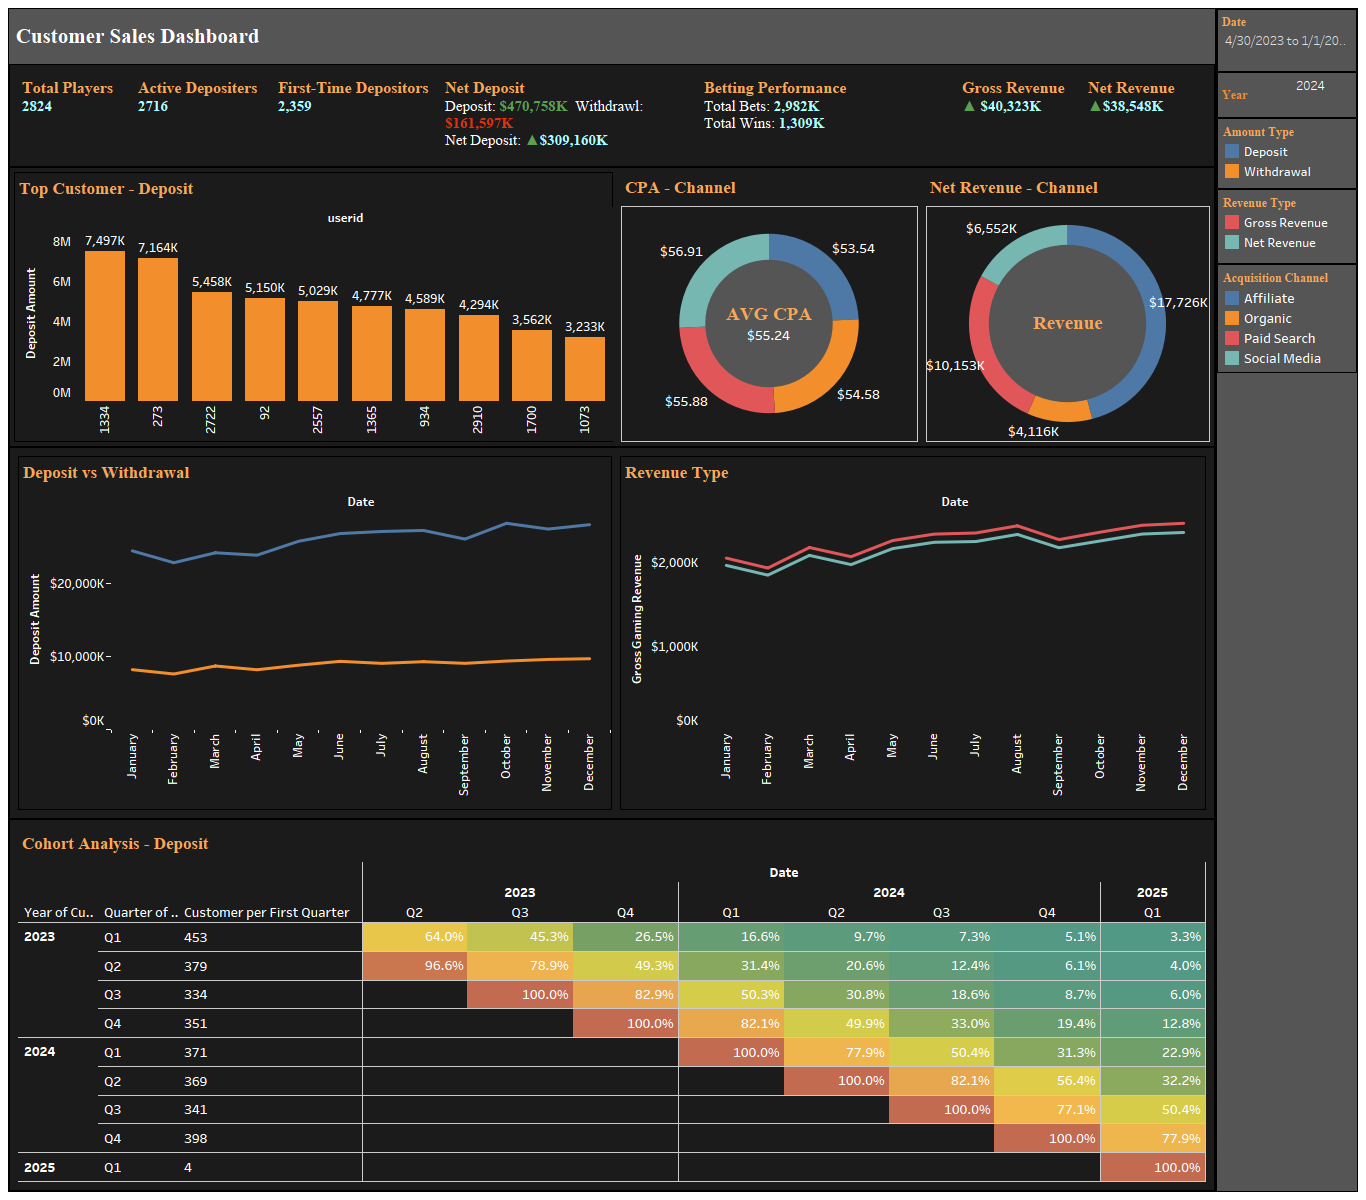 Customer Sales Dashboard
Total Players
2824
Active Depositers
2716
First-Time Depositors
2,359
Net Deposit
Deposit: $470,758K Withdrawl:
$161,597K
Net Deposit: ▲$309,160K
Betting Performance
Total Bets: 2,982K
Total Wins: 1,309K
Gross Revenue
▲ $40,323K
Net Revenue
▲$38,548K
Date
4/30/2023 to 1/1/20..
Year
2024
Amount Type
Deposit
Withdrawal
Revenue Type
Gross Revenue
Net Revenue
Acquisition Channel
Affiliate
Organic
Paid Search
Social Media
Top Customer - Deposit
userid
Deposit Amount
8M
6M
4M
2M
0M
7,497K
7,164K
5,458K
5,150K
5,029K
4,777K
4,589K
4,294K
3,562K
3,233K
1334
273
2722
92
2557
1365
934
2910
1700
1073
CPA - Channel
$56.91
$53.54
AVG CPA
$55.24
$55.88
$54.58
Net Revenue - Channel
$6,552K
$17,726K
Revenue
$10,153K
$4,116K
Deposit vs Withdrawal
Date
Deposit Amount
$20,000K
$10,000K
$0K
January
February
March
April
May
June
July
August
September
October
November
December
Revenue Type
Date
Gross Gaming Revenue
$2,000K
$1,000K
$0K
January
February
March
April
May
June
July
August
September
October
November
December
Cohort Analysis - Deposit
Date
2023 2024 2025
Year of Cu.. Quarter of .. Customer per First Quarter Q2 Q3 Q4 Q1 Q2 Q3 Q4 Q1
2023 Q1 453 64.0% 45.3% 26.5% 16.6% 9.7% 7.3% 5.1% 3.3%
Q2 379 96.6% 78.9% 49.3% 31.4% 20.6% 12.4% 6.1% 4.0%
Q3 334 100.0% 82.9% 50.3% 30.8% 18.6% 8.7% 6.0%
Q4 351 100.0% 82.1% 49.9% 33.0% 19.4% 12.8%
2024 Q1 371 100.0% 77.9% 50.4% 31.3% 22.9%
Q2 369 100.0% 82.1% 56.4% 32.2%
Q3 341 100.0% 77.1% 50.4%
Q4 398 100.0% 77.9%
2025 Q1 4 100.0%